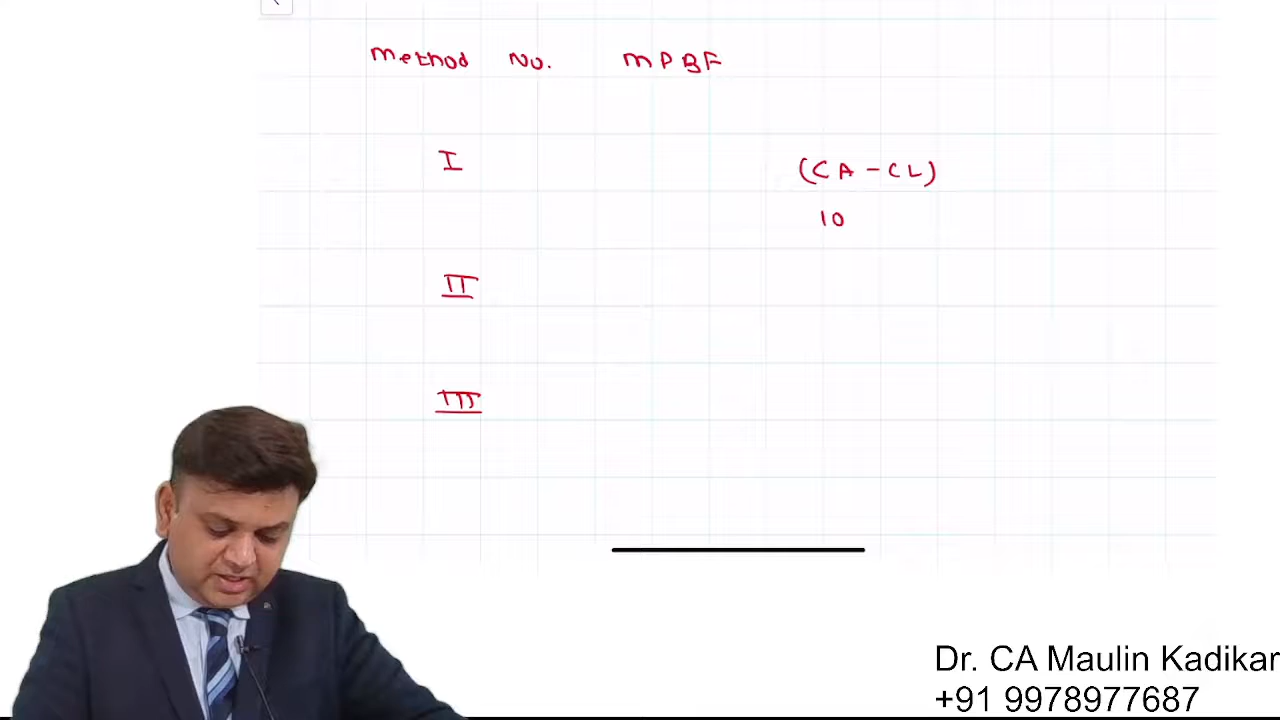 Method No. MPBF
I (CA - CL)
10
II
III
Dr. CA Maulin Kadikar
+91 9978977687